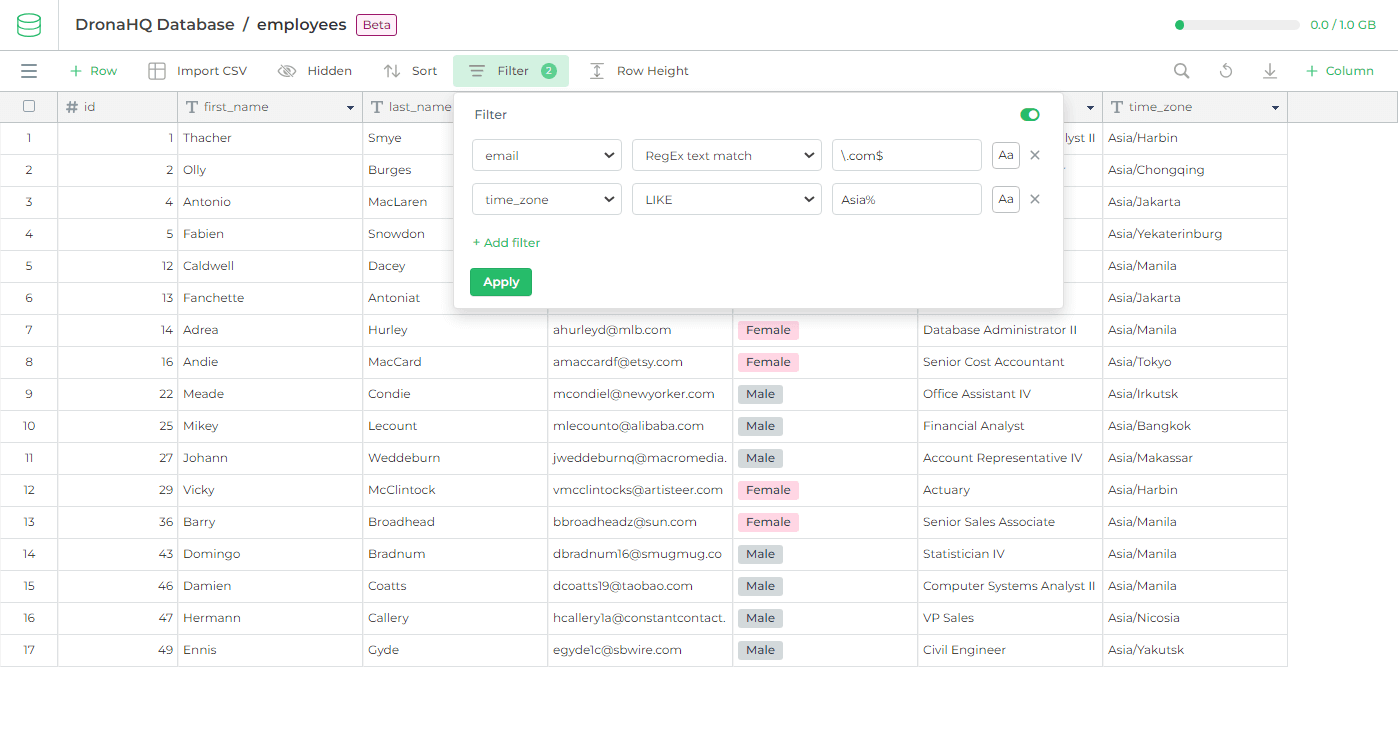 DronaHQ Database / employees Beta 0.0 / 1.0 GB
+ Row Import CSV Hidden Sort Filter 2 Row Height + Column
# id T first_name T last_name T time_zone
Filter
email RegEx text match \.com$ Aa ×
time_zone LIKE Asia% Aa ×
+ Add filter
Apply
1 1 Thacher Smye lyst II Asia/Harbin
2 2 Olly Burges Asia/Chongqing
3 4 Antonio MacLaren Asia/Jakarta
4 5 Fabien Snowdon Asia/Yekaterinburg
5 12 Caldwell Dacey Asia/Manila
6 13 Fanchette Antoniat Asia/Jakarta
7 14 Adrea Hurley ahurleyd@mlb.com Female Database Administrator II Asia/Manila
8 16 Andie MacCard amaccardf@etsy.com Female Senior Cost Accountant Asia/Tokyo
9 22 Meade Condie mcondiel@newyorker.com Male Office Assistant IV Asia/Irkutsk
10 25 Mikey Lecount mlecounto@alibaba.com Male Financial Analyst Asia/Bangkok
11 27 Johann Weddeburn jweddeburnq@macromedia. Male Account Representative IV Asia/Makassar
12 29 Vicky McClintock vmcclintocks@artisteer.com Female Actuary Asia/Harbin
13 36 Barry Broadhead bbroadheadz@sun.com Female Senior Sales Associate Asia/Manila
14 43 Domingo Bradnum dbradnum16@smugmug.co Male Statistician IV Asia/Manila
15 46 Damien Coatts dcoatts19@taobao.com Male Computer Systems Analyst II Asia/Manila
16 47 Hermann Callery hcallery1a@constantcontact. Male VP Sales Asia/Nicosia
17 49 Ennis Gyde egyde1c@sbwire.com Male Civil Engineer Asia/Yakutsk